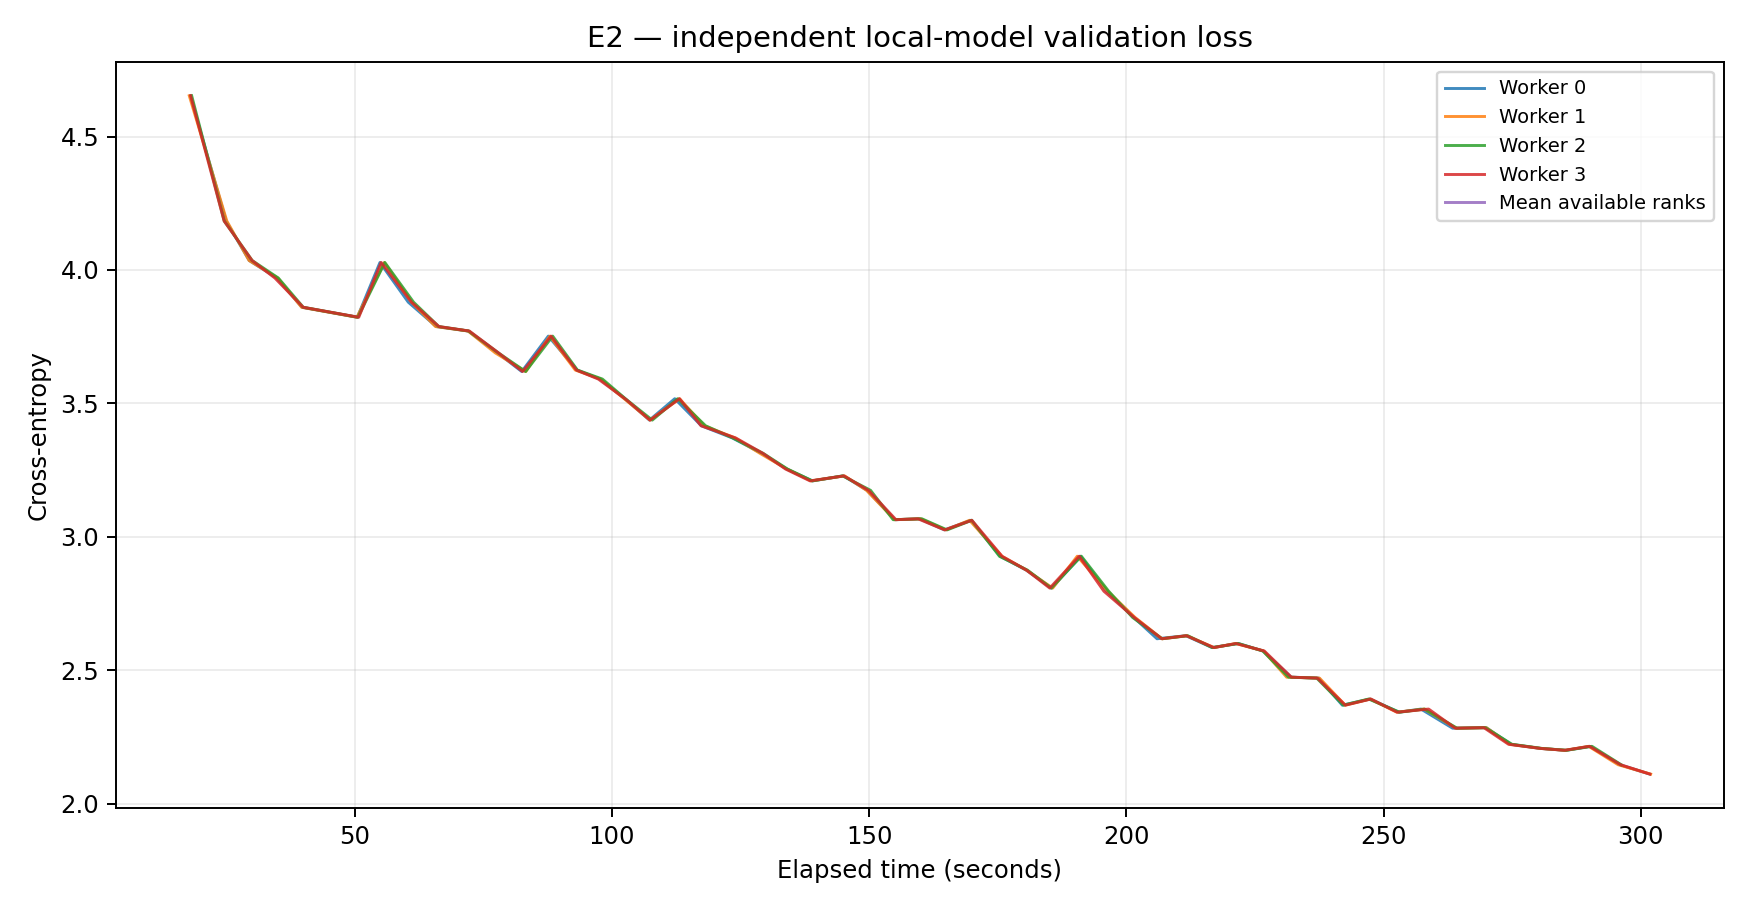 E2 — independent local-model validation loss
Worker 0
Worker 1
Worker 2
Worker 3
Mean available ranks
Cross-entropy
4.5
4.0
3.5
3.0
2.5
2.0
50
100
150
200
250
300
Elapsed time (seconds)